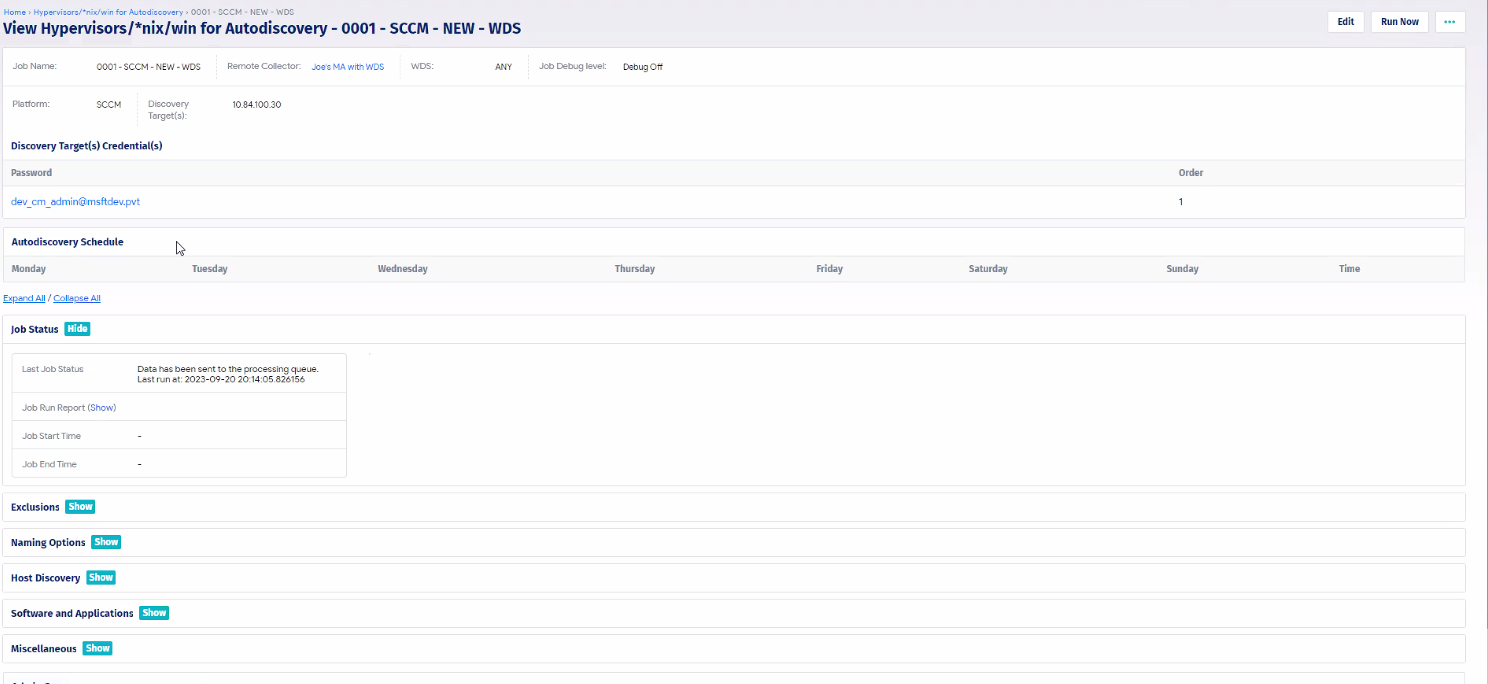 Home › Hypervisors/*nix/win for Autodiscovery › 0001 - SCCM - NEW - WDS
View Hypervisors/*nix/win for Autodiscovery - 0001 - SCCM - NEW - WDS
Edit
Run Now
•••
Job Name: 0001 - SCCM - NEW - WDS Remote Collector: Joe's MA with WDS WDS: ANY Job Debug level: Debug Off
Platform: SCCM Discovery Target(s): 10.84.100.30
Discovery Target(s) Credential(s)
Password Order
dev_cm_admin@msftdev.pvt 1
Autodiscovery Schedule
Monday Tuesday Wednesday Thursday Friday Saturday Sunday Time
Expand All / Collapse All
Job Status Hide
Last Job Status Data has been sent to the processing queue.
Last run at: 2023-09-20 20:14:05.826156
Job Run Report (Show)
Job Start Time -
Job End Time -
Exclusions Show
Naming Options Show
Host Discovery Show
Software and Applications Show
Miscellaneous Show